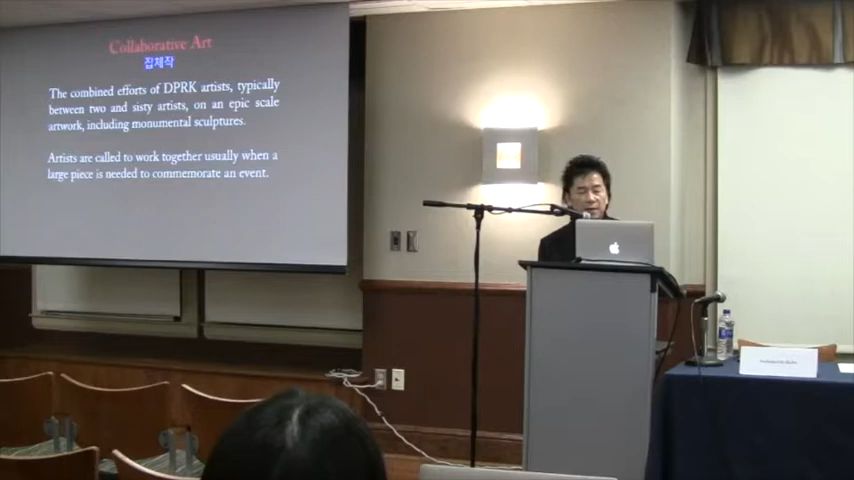 Collaborative Art
집체작
The combined efforts of DPRK artists, typically
between two and sixty artists, on an epic scale
artwork, including monumental sculptures.
Artists are called to work together usually when a
large piece is needed to commemorate an event.